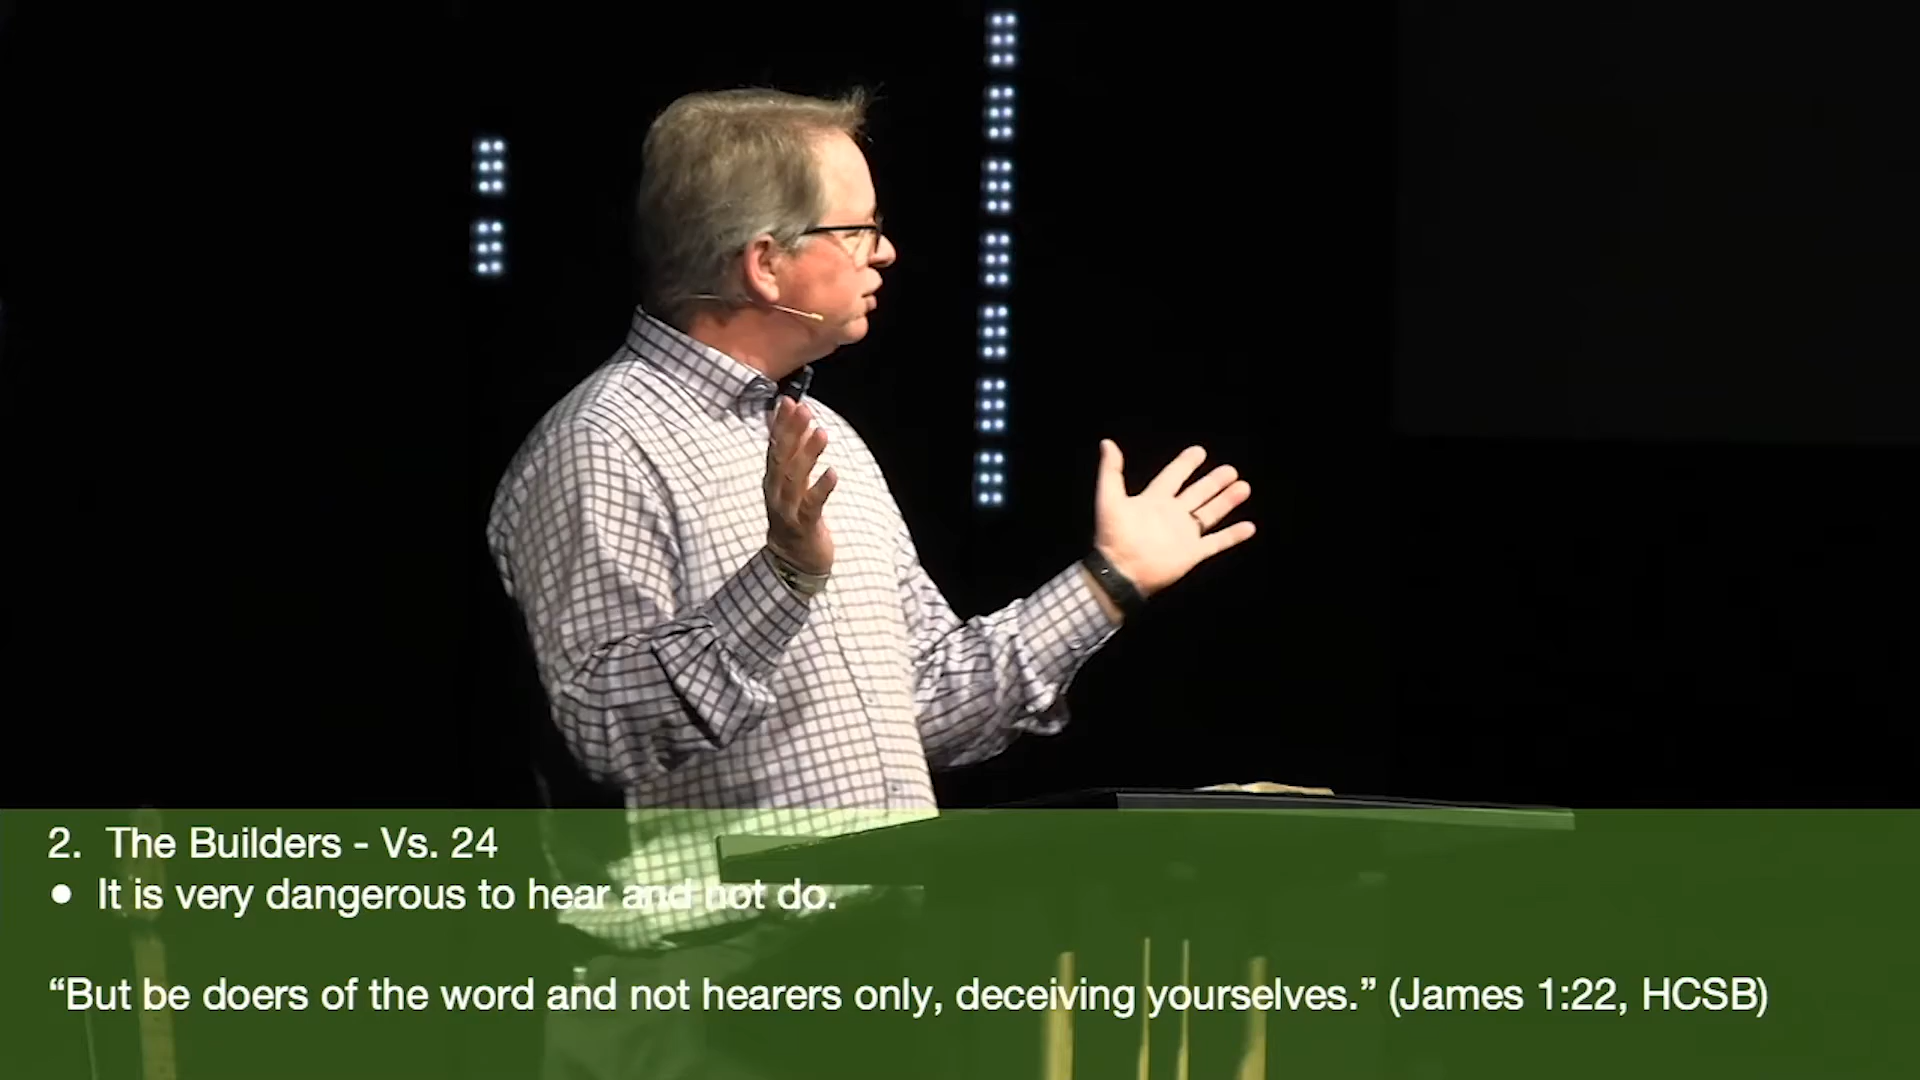 2. The Builders - Vs. 24
● It is very dangerous to hear and not do.
“But be doers of the word and not hearers only, deceiving yourselves.” (James 1:22, HCSB)